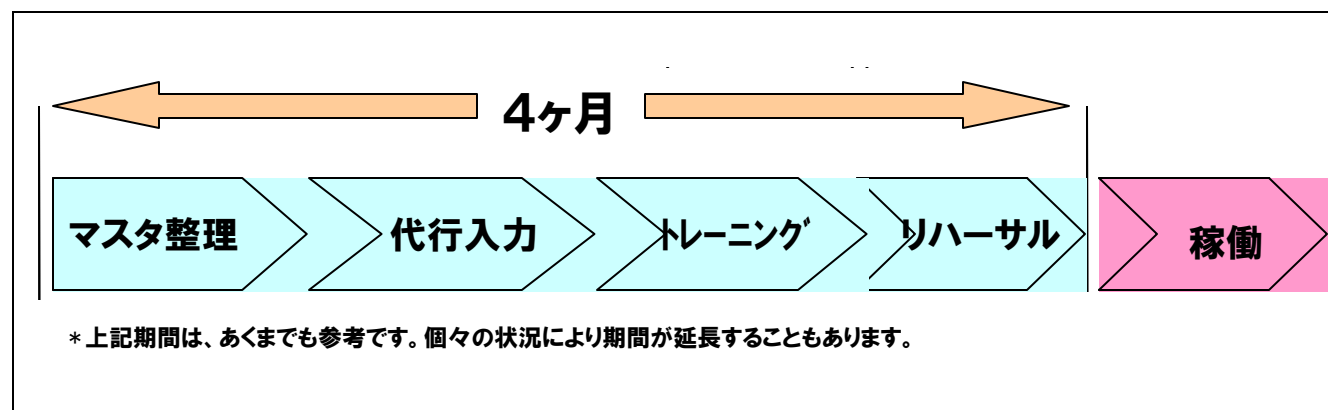 4ヶ月
マスタ整理
代行入力
トレーニング
リハーサル
稼働
*上記期間は、あくまでも参考です。個々の状況により期間が延長することもあります。